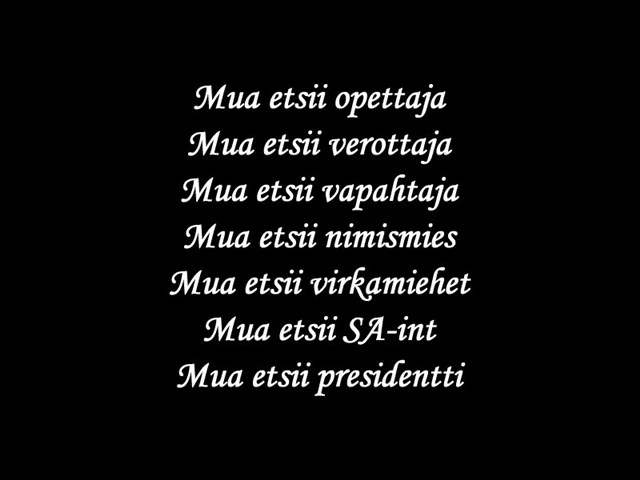 Mua etsii opettaja
Mua etsii verottaja
Mua etsii vapahtaja
Mua etsii nimismies
Mua etsii virkamiehet
Mua etsii SA-int
Mua etsii presidentti